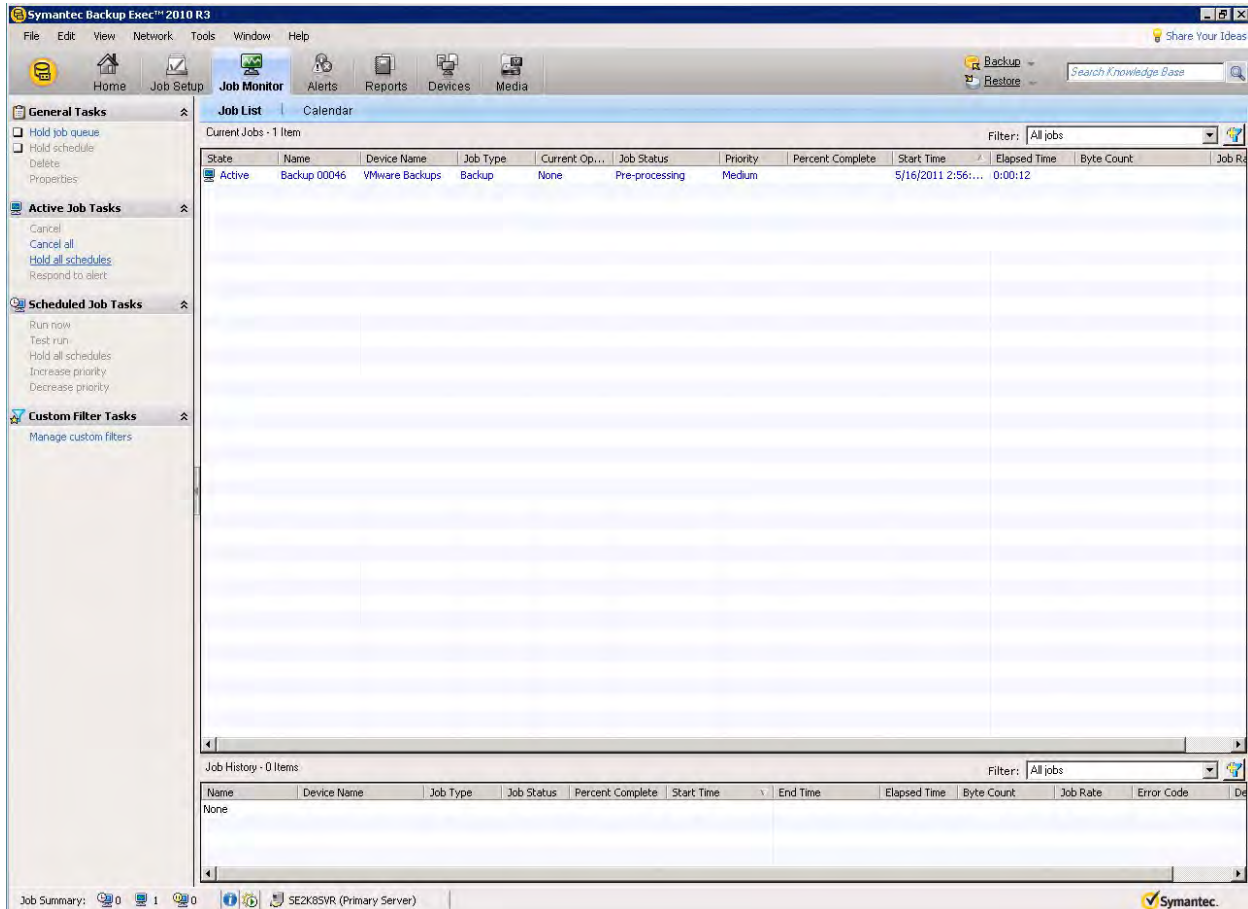 Symantec Backup Exec™ 2010 R3
File Edit View Network Tools Window Help
Share Your Ideas
Home Job Setup Job Monitor Alerts Reports Devices Media
Backup
Restore
Search Knowledge Base
General Tasks
Hold job queue
Hold schedule
Delete
Properties
Active Job Tasks
Cancel
Cancel all
Hold all schedules
Respond to alert
Scheduled Job Tasks
Run now
Test run
Hold all schedules
Increase priority
Decrease priority
Custom Filter Tasks
Manage custom filters
Job List Calendar
Current Jobs - 1 Item
Filter: All jobs
State Name Device Name Job Type Current Op... Job Status Priority Percent Complete Start Time Elapsed Time Byte Count Job Ra
Active Backup 00046 VMware Backups Backup None Pre-processing Medium 5/16/2011 2:56:... 0:00:12
Job History - 0 Items
Filter: All jobs
Name Device Name Job Type Job Status Percent Complete Start Time End Time Elapsed Time Byte Count Job Rate Error Code De
None
Job Summary: 0 1 0 SE2K8SVR (Primary Server)
Symantec.